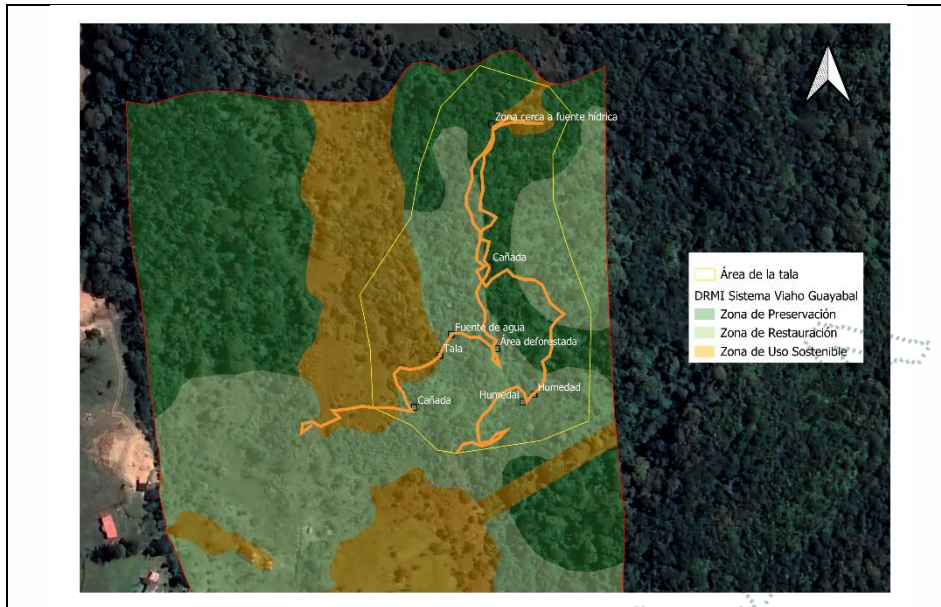 Zona cerca a fuente hídrica
Cañada
Fuente de agua
Área deforestada
Tala
Humedad
Humedal
Cañada
Área de la tala
DRMI Sistema Viaho Guayabal
Zona de Preservación
Zona de Restauración
Zona de Uso Sostenible